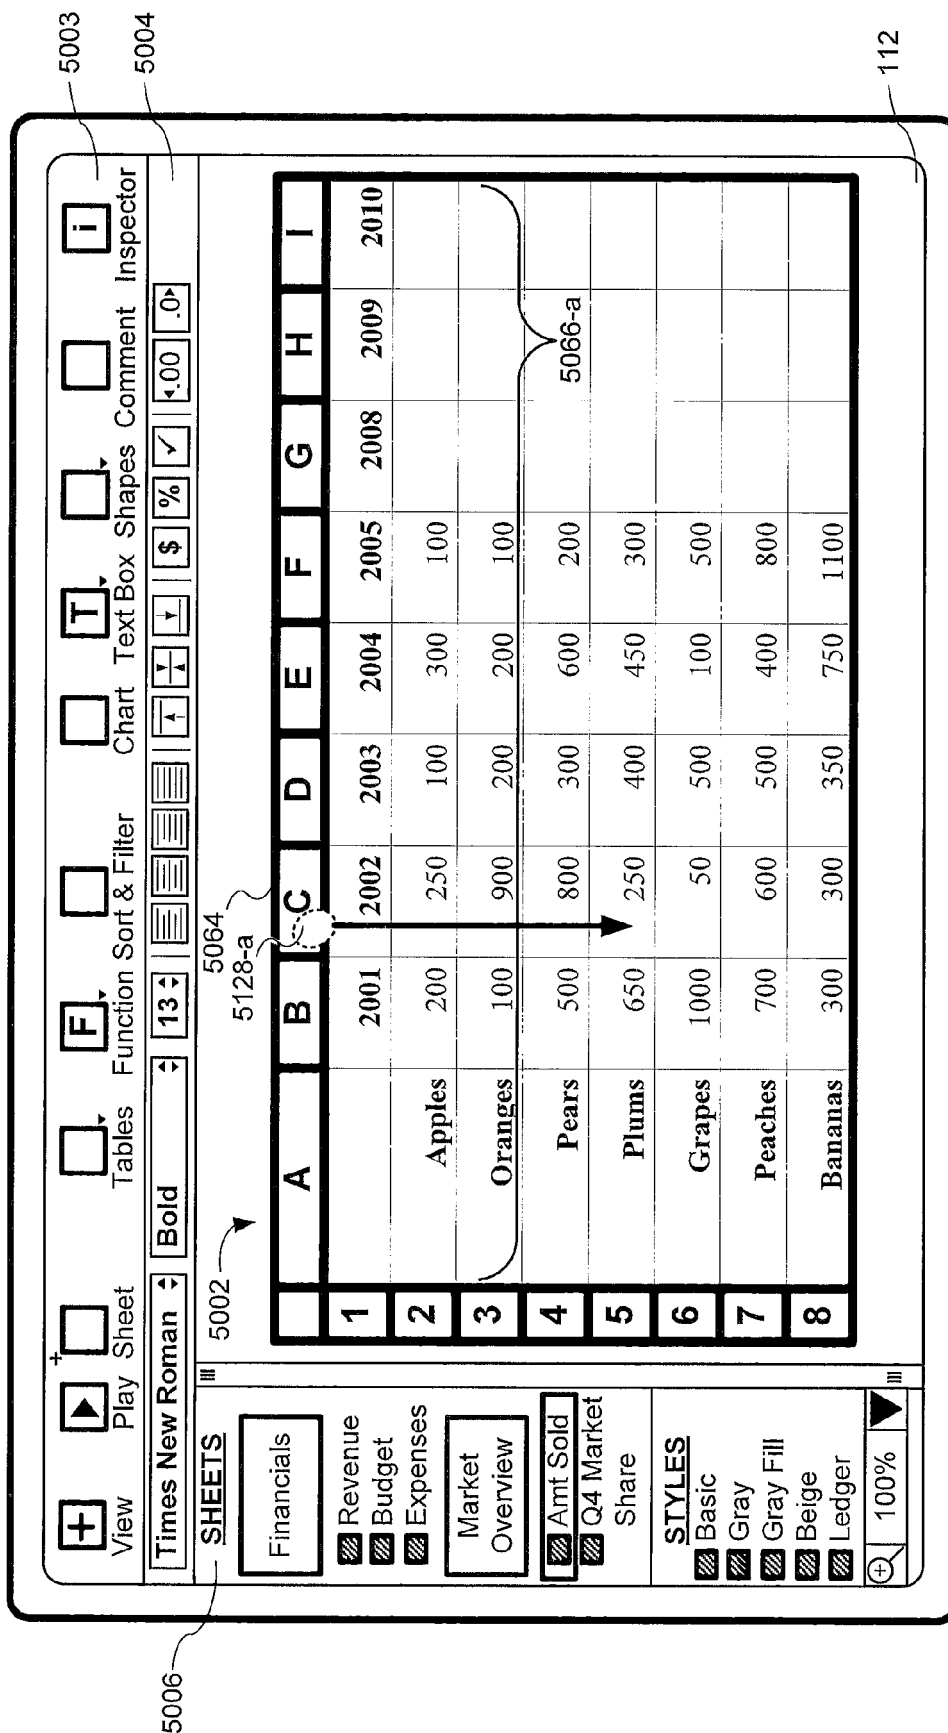 5003
5004
View Play Sheet Tables Function Sort & Filter Chart Text Box Shapes Comment Inspector
+ F T i
Times New Roman Bold 13 $ % ✓ .00 .0
5006
SHEETS
Financials
Revenue
Budget
Expenses
Market
Overview
Amt Sold
Q4 Market
Share
STYLES
Basic
Gray
Gray Fill
Beige
Ledger
100%
5002
5064
5128-a
A B C D E F G H I
1 2001 2002 2003 2004 2005 2008 2009 2010
2 Apples 200 250 100 300 100
3 Oranges 100 900 200 200 100
5066-a
4 Pears 500 800 300 600 200
5 Plums 650 250 400 450 300
6 Grapes 1000 50 500 100 500
7 Peaches 700 600 500 400 800
8 Bananas 300 300 350 750 1100
112